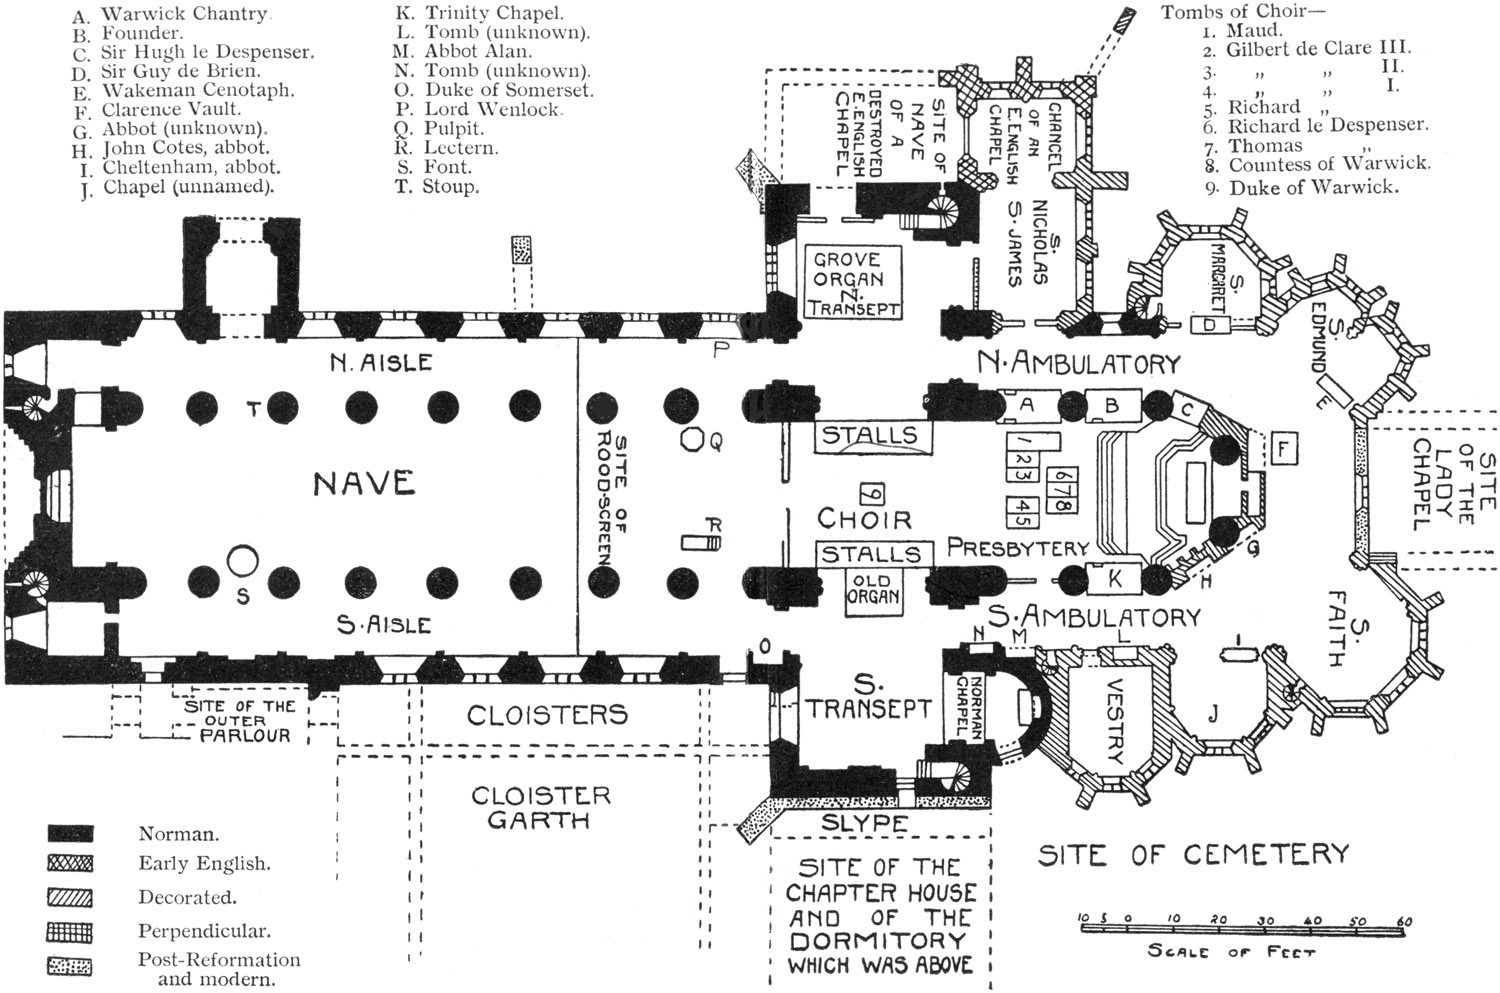 A. Warwick Chantry
B. Founder.
C. Sir Hugh le Despenser.
D. Sir Guy de Brien.
E. Wakeman Cenotaph.
F. Clarence Vault.
G. Abbot (unknown).
H. John Cotes, abbot.
I. Cheltenham, abbot.
J. Chapel (unnamed).
K. Trinity Chapel.
L. Tomb (unknown).
M. Abbot Alan.
N. Tomb (unknown).
O. Duke of Somerset.
P. Lord Wenlock.
Q. Pulpit.
R. Lectern.
S. Font.
T. Stoup.
Tombs of Choir—
1. Maud.
2. Gilbert de Clare III.
3. „ „ II.
4. „ „ I.
5. Richard „
6. Richard le Despenser.
7. Thomas „
8. Countess of Warwick.
9. Duke of Warwick.
SITE OF
NAVE
OF A
DESTROYED
E. ENGLISH
CHAPEL
CHANCEL
OF AN
E. ENGLISH
CHAPEL
S.
NICHOLAS
S. JAMES
GROVE
ORGAN
N.
TRANSEPT
S.
MARGARET
D
S.
EDMUND
E
N. AISLE
P
N. AMBULATORY
T
A
B
C
STALLS
Q
1
2
3
4
5
6
7
8
9
F
NAVE
SITE OF
ROOD-SCREEN
R
CHOIR
STALLS
OLD
ORGAN
PRESBYTERY
K
G
H
SITE
OF THE
LADY
CHAPEL
S
S. AISLE
O
S. AMBULATORY
N
M
L
I
S.
FAITH
SITE OF THE
OUTER
PARLOUR
CLOISTERS
S.
TRANSEPT
NORMAN
CHAPEL
VESTRY
J
CLOISTER
GARTH
SLYPE
SITE OF THE
CHAPTER HOUSE
AND OF THE
DORMITORY
WHICH WAS ABOVE
SITE OF CEMETERY
10 5 0 10 20 30 40 50 60
SCALE OF FEET
Norman.
Early English.
Decorated.
Perpendicular.
Post-Reformation
and modern.